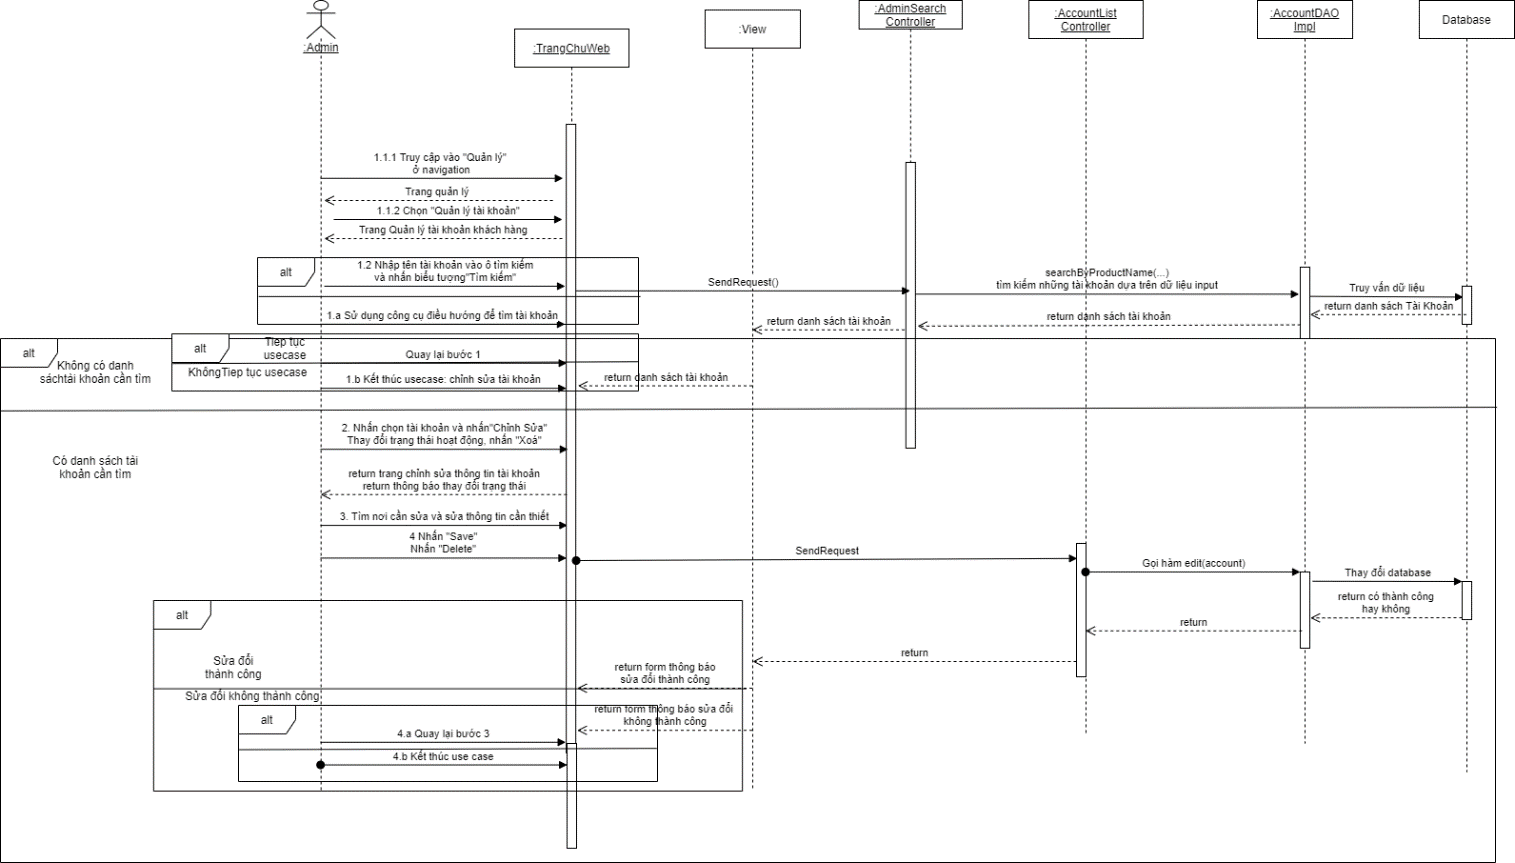 :Admin
:TrangChuWeb
:View
:AdminSearch
Controller
:AccountList
Controller
:AccountDAO
Impl
Database
1.1.1 Truy cập vào "Quản lý"
ở navigation
Trang quản lý
1.1.2 Chọn "Quản lý tài khoản"
Trang Quản lý tài khoản khách hàng
alt
1.2 Nhập tên tài khoản vào ô tìm kiếm
và nhấn biểu tượng"Tìm kiếm"
SendRequest()
searchByProductName(...)
tìm kiếm những tài khoản dựa trên dữ liệu input
Truy vấn dữ liệu
return danh sách Tài Khoản
1.a Sử dụng công cụ điều hướng để tìm tài khoản
return danh sách tài khoản
return danh sách tài khoản
alt
Không có danh
sáchtài khoản cần tìm
alt
Tiếp tục
usecase
Quay lại bước 1
KhôngTiếp tục usecase
1.b Kết thúc usecase: chỉnh sửa tài khoản
return danh sách tài khoản
Có danh sách tài
khoản cần tìm
2. Nhấn chọn tài khoản và nhấn"Chỉnh Sửa"
Thay đổi trạng thái hoạt động, nhấn "Xoá"
return trang chỉnh sửa thông tin tài khoản
return thông báo thay đổi trạng thái
3. Tìm nơi cần sửa và sửa thông tin cần thiết
4 Nhấn "Save"
Nhấn "Delete"
SendRequest
Gọi hàm edit(account)
Thay đổi database
return có thành công
hay không
return
return
alt
Sửa đổi
thành công
return form thông báo
sửa đổi thành công
Sửa đổi không thành công
return form thông báo sửa đổi
không thành công
alt
4.a Quay lại bước 3
4.b Kết thúc use case